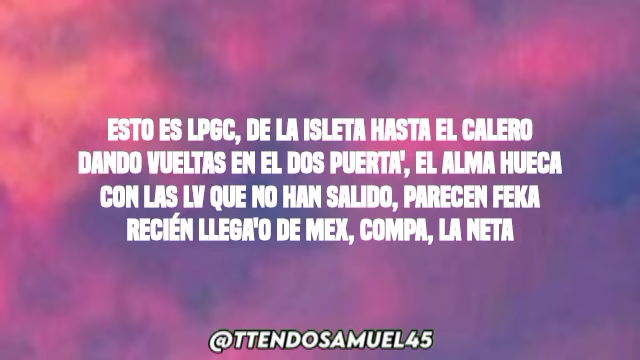 ESTO ES LPGC, DE LA ISLETA HASTA EL CALERO
DANDO VUELTAS EN EL DOS PUERTA', EL ALMA HUECA
CON LAS LV QUE NO HAN SALIDO, PARECEN FEKA
RECIÉN LLEGA'O DE MEX, COMPA, LA NETA
@TTENDOSAMUEL45